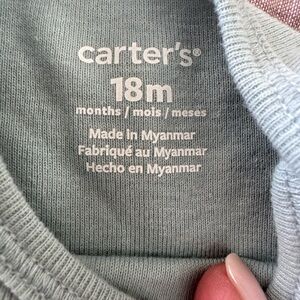 carter's®
18m
months / mois / meses
Made in Myanmar
Fabriqué au Myanmar
Hecho en Myanmar